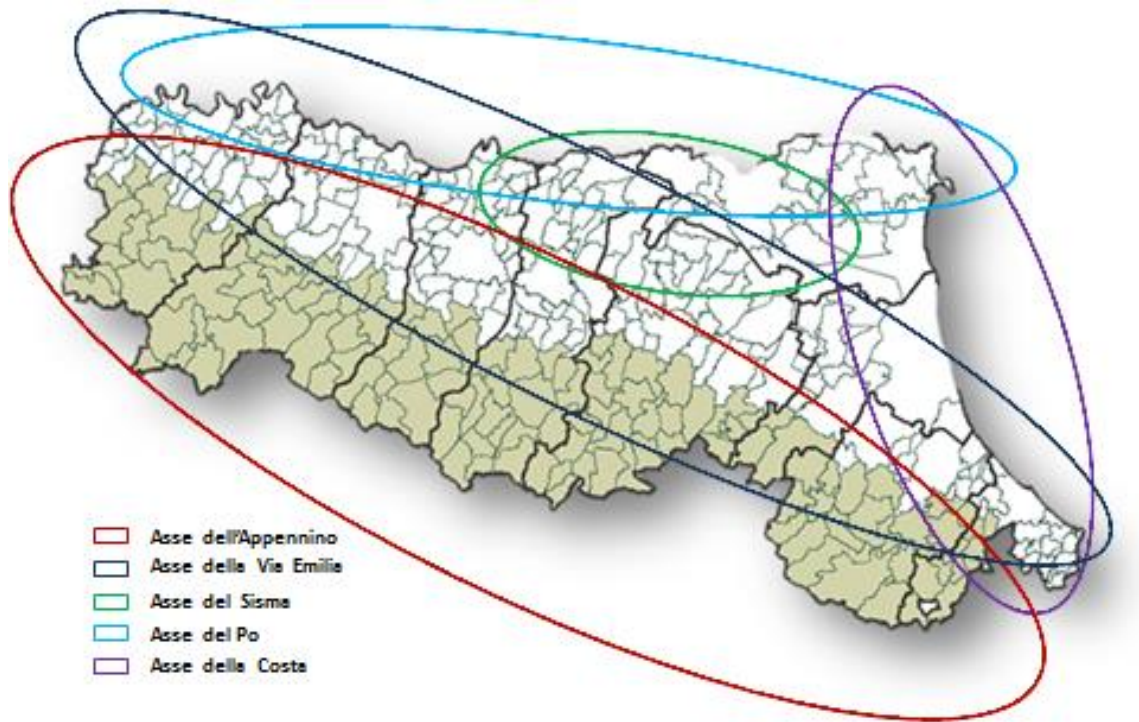 Asse dell'Appennino
Asse della Via Emilia
Asse del Sisma
Asse del Po
Asse della Costa